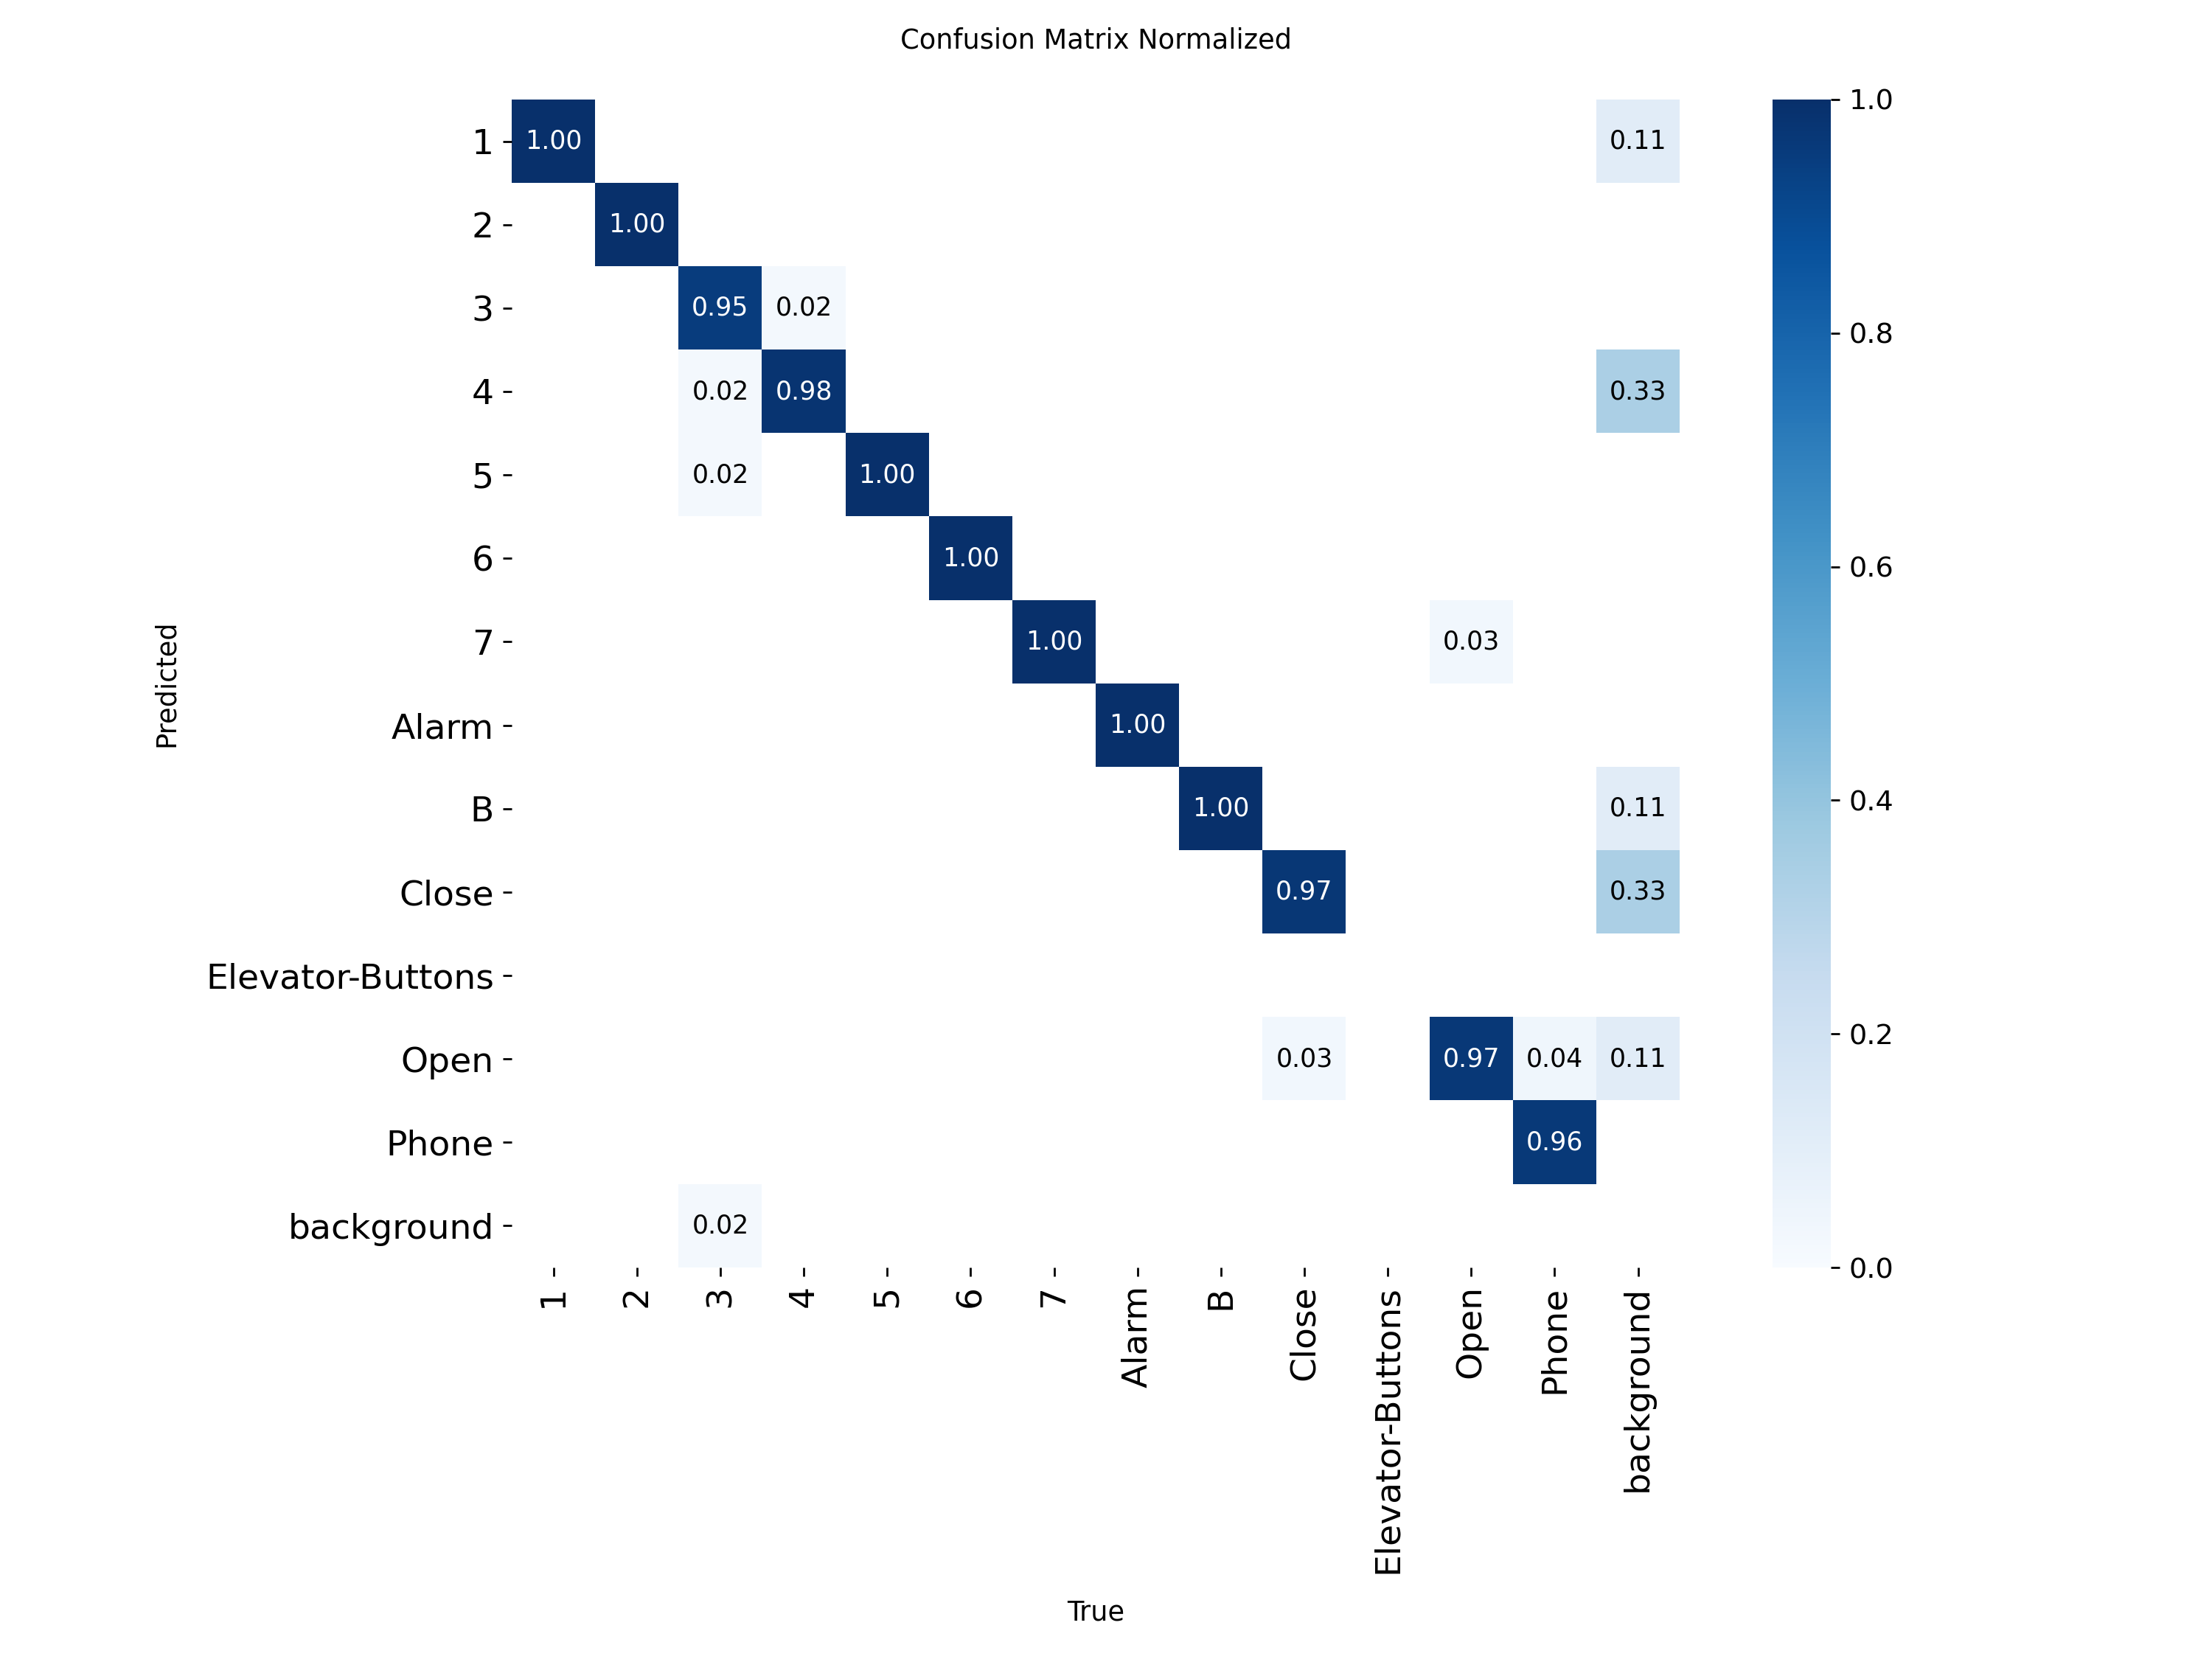 Confusion Matrix Normalized
1 1.00 0.11 1.0
2 1.00
3 0.95 0.02 0.8
4 0.02 0.98 0.33
5 0.02 1.00
6 1.00 0.6
7 1.00 0.03
Predicted
Alarm 1.00
B 1.00 0.11 0.4
Close 0.97 0.33
Elevator-Buttons
Open 0.03 0.97 0.04 0.11 0.2
Phone 0.96
background 0.02
0.0
1 2 3 4 5 6 7 Alarm B Close Elevator-Buttons Open Phone background
True